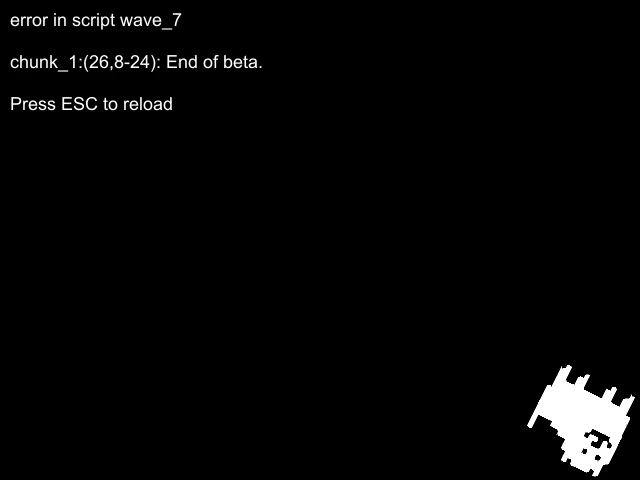 error in script wave_7
chunk_1:(26,8-24): End of beta.
Press ESC to reload